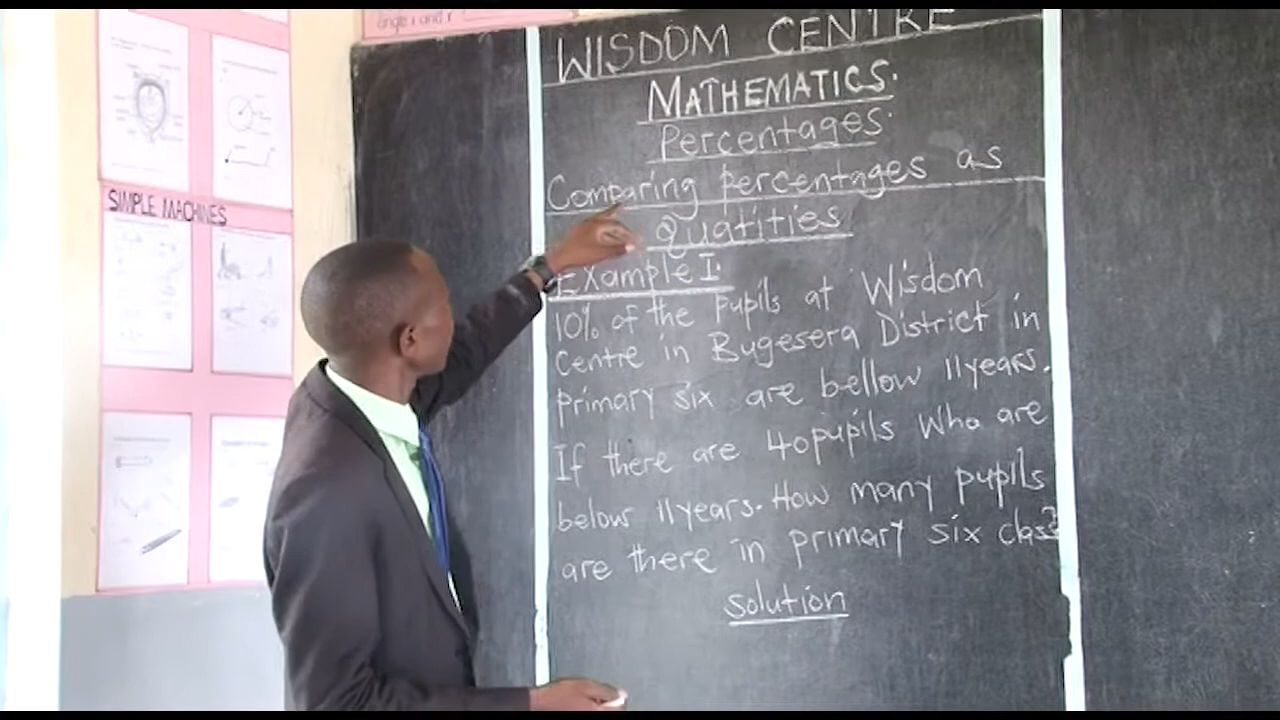 WISDOM CENTRE
MATHEMATICS.
Percentages.
Comparing percentages as
Quatities
Example I.
10% of the pupils at Wisdom
Centre in Bugesera District in
primary six are bellow 11years.
If there are 40pupils Who are
below 11years. How many pupils
are there in primary six class?
solution
SIMPLE MACHINES